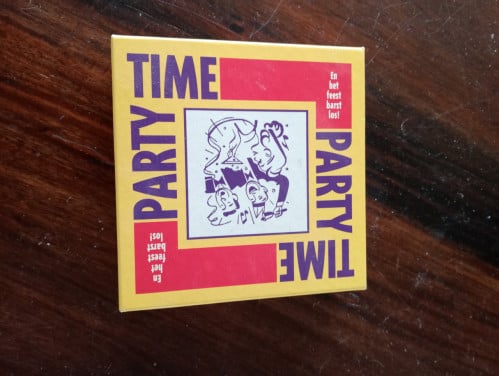 PARTY
TIME
En
het
feest
barst
los!
PARTY
TIME
En
het
feest
barst
los!